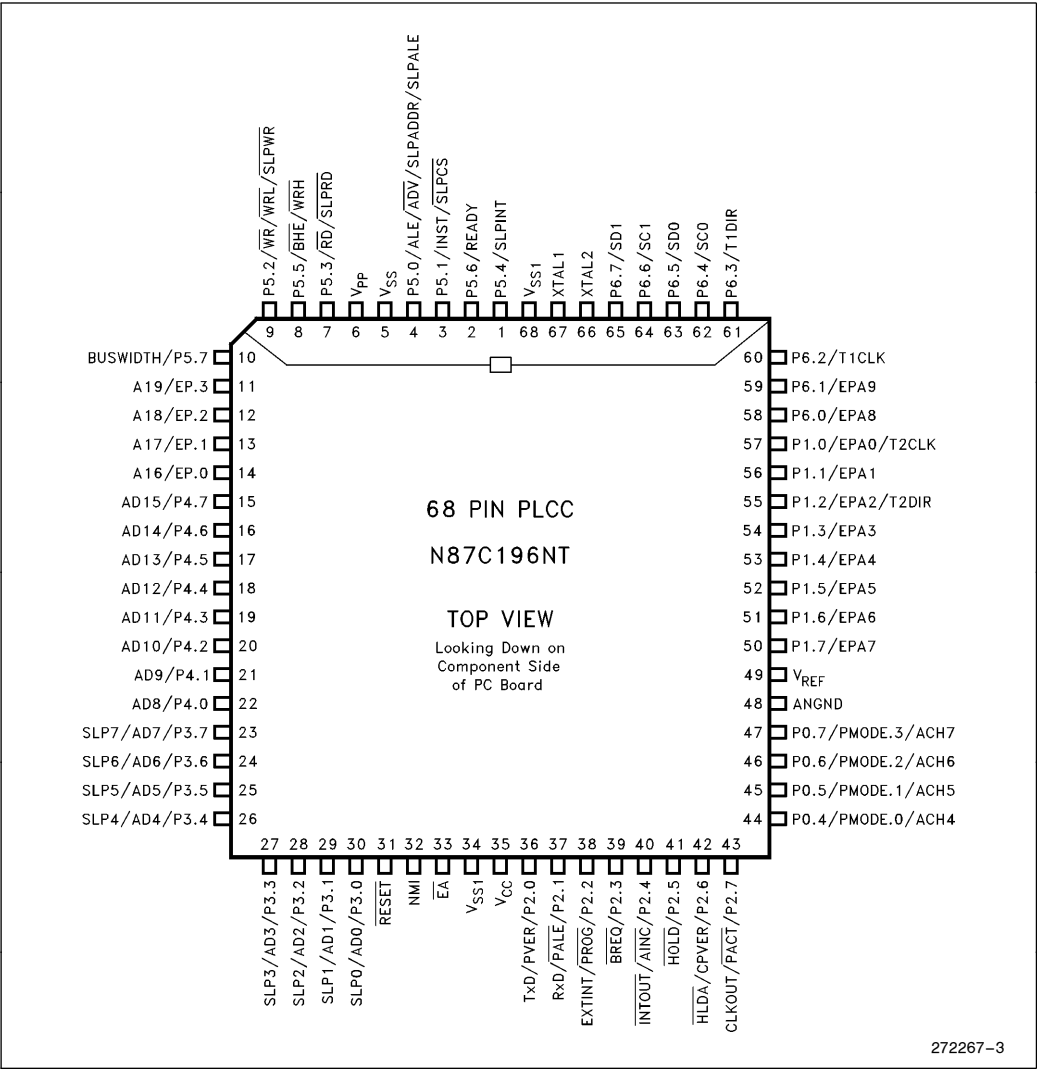 P5.2/WR/WRL/SLPWR
P5.5/BHE/WRH
P5.3/RD/SLPRD
VPP
VSS
P5.0/ALE/ADV/SLPADDR/SLPALE
P5.1/INST/SLPCS
P5.6/READY
P5.4/SLPINT
VSS1
XTAL1
XTAL2
P6.7/SD1
P6.6/SC1
P6.5/SD0
P6.4/SC0
P6.3/T1DIR
9 8 7 6 5 4 3 2 1 68 67 66 65 64 63 62 61
BUSWIDTH/P5.7 10
A19/EP.3 11
A18/EP.2 12
A17/EP.1 13
A16/EP.0 14
AD15/P4.7 15
AD14/P4.6 16
AD13/P4.5 17
AD12/P4.4 18
AD11/P4.3 19
AD10/P4.2 20
AD9/P4.1 21
AD8/P4.0 22
SLP7/AD7/P3.7 23
SLP6/AD6/P3.6 24
SLP5/AD5/P3.5 25
SLP4/AD4/P3.4 26
68 PIN PLCC
N87C196NT
TOP VIEW
Looking Down on
Component Side
of PC Board
60 P6.2/T1CLK
59 P6.1/EPA9
58 P6.0/EPA8
57 P1.0/EPA0/T2CLK
56 P1.1/EPA1
55 P1.2/EPA2/T2DIR
54 P1.3/EPA3
53 P1.4/EPA4
52 P1.5/EPA5
51 P1.6/EPA6
50 P1.7/EPA7
49 VREF
48 ANGND
47 P0.7/PMODE.3/ACH7
46 P0.6/PMODE.2/ACH6
45 P0.5/PMODE.1/ACH5
44 P0.4/PMODE.0/ACH4
27 28 29 30 31 32 33 34 35 36 37 38 39 40 41 42 43
SLP3/AD3/P3.3
SLP2/AD2/P3.2
SLP1/AD1/P3.1
SLP0/AD0/P3.0
RESET
NMI
EA
VSS1
VCC
TxD/PVER/P2.0
RxD/PALE/P2.1
EXTINT/PROG/P2.2
BREQ/P2.3
INTOUT/AINC/P2.4
HOLD/P2.5
HLDA/CPVER/P2.6
CLKOUT/PACT/P2.7
272267–3